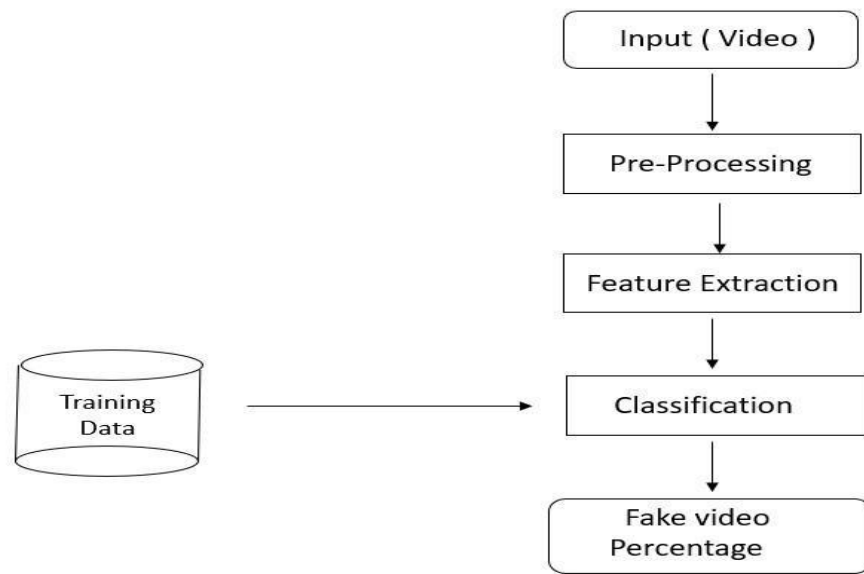 Input ( Video )
Pre-Processing
Feature Extraction
Training
Data
Classification
Fake video
Percentage